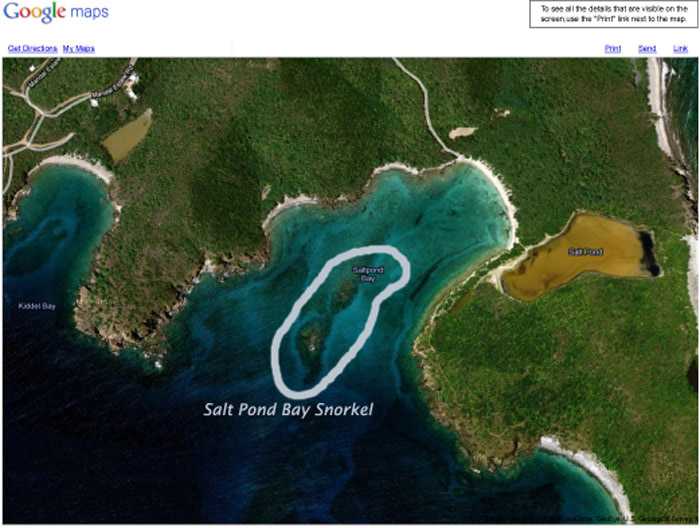 Google maps
To see all the details that are visible on the
screen,use the "Print" link next to the map.
Get Directions My Maps
Print Send Link
Salt Pond
Saltpond
Bay
Kiddel Bay
Salt Pond Bay Snorkel